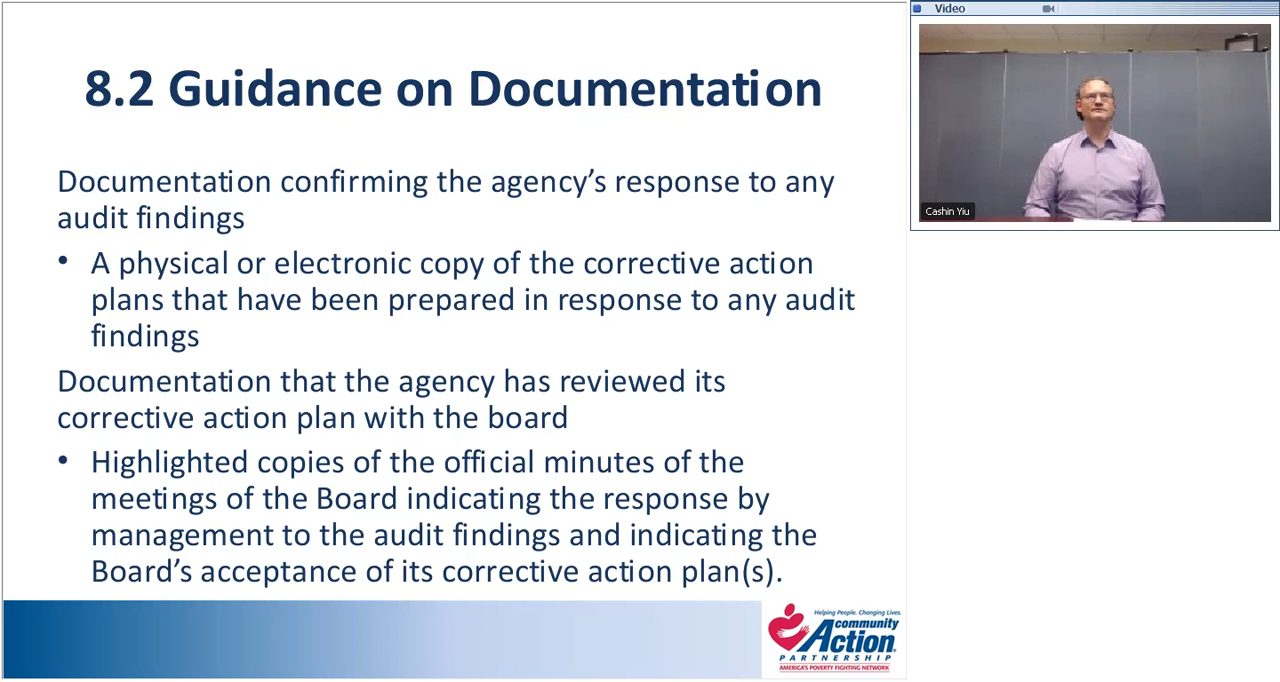 8.2 Guidance on Documentation
Documentation confirming the agency’s response to any
audit findings
• A physical or electronic copy of the corrective action
plans that have been prepared in response to any audit
findings
Documentation that the agency has reviewed its
corrective action plan with the board
• Highlighted copies of the official minutes of the
meetings of the Board indicating the response by
management to the audit findings and indicating the
Board’s acceptance of its corrective action plan(s).
Helping People. Changing Lives.
community
Action
PARTNERSHIP
AMERICA'S POVERTY FIGHTING NETWORK
Video
Cashin Yiu